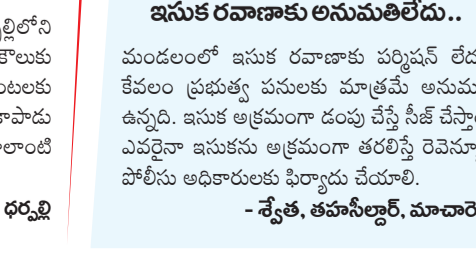 ల్లిలోని
కౌలుకు
ంటలకు
కాపాడు
లాంటి
ధర్పల్లి
ఇసుక రవాణాకు అనుమతిలేదు..
మండలంలో ఇసుక రవాణాకు పర్మిషన్ లేదు
కేవలం ప్రభుత్వ పనులకు మాత్రమే అనుమ
ఉన్నది. ఇసుక అక్రమంగా డంపు చేస్తే సీజ్ చేస్తా
ఎవరైనా ఇసుకను అక్రమంగా తరలిస్తే రెవెన్యూ
పోలీసు అధికారులకు ఫిర్యాదు చేయాలి.
- శ్వేత, తహసీల్దార్, మాచారె